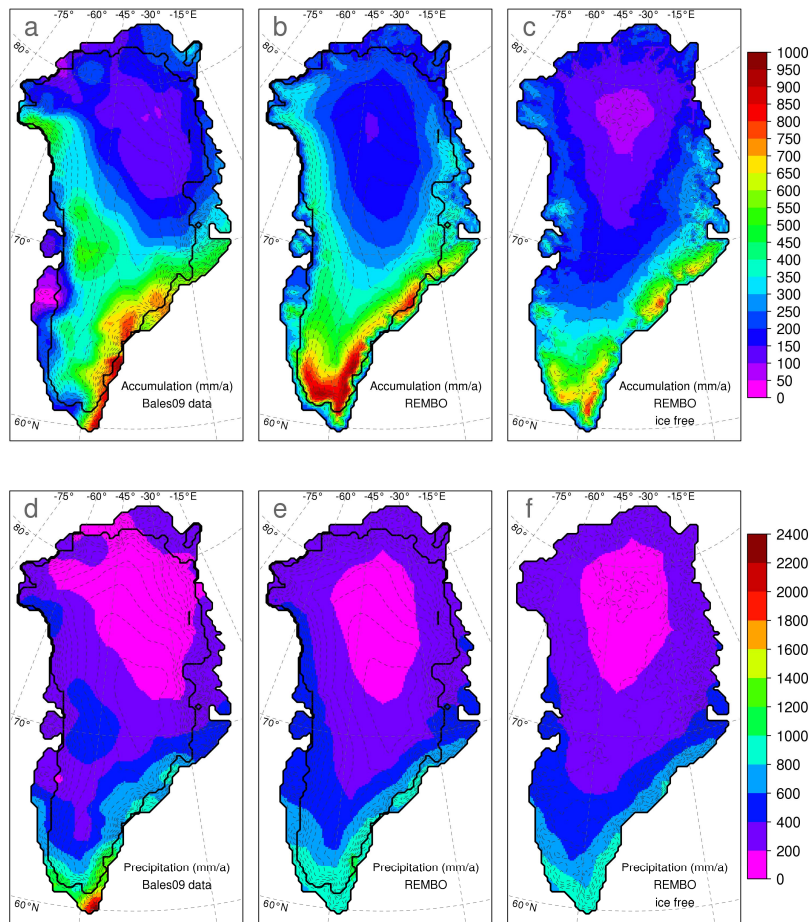 -75° -60° -45° -30° -15°E
-75° -60° -45° -30° -15°E
-75° -60° -45° -30° -15°E
a
b
c
80°
80°
80°
70°
70°
70°
60°N
60°N
60°N
Accumulation (mm/a)
Bales09 data
Accumulation (mm/a)
REMBO
Accumulation (mm/a)
REMBO
ice free
1000
950
900
850
800
750
700
650
600
550
500
450
400
350
300
250
200
150
100
50
0
-75° -60° -45° -30° -15°E
-75° -60° -45° -30° -15°E
-75° -60° -45° -30° -15°E
d
e
f
80°
80°
80°
70°
70°
70°
60°N
60°N
60°N
Precipitation (mm/a)
Bales09 data
Precipitation (mm/a)
REMBO
Precipitation (mm/a)
REMBO
ice free
2400
2200
2000
1800
1600
1400
1200
1000
800
600
400
200
0